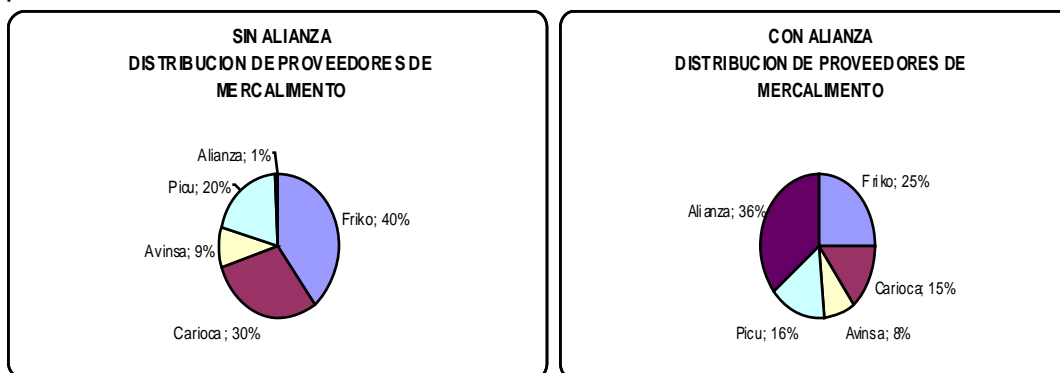 SIN ALIANZA
DISTRIBUCION DE PROVEEDORES DE
MERCALIMENTO
Alianza; 1%
Picu; 20%
Friko; 40%
Avinsa; 9%
Carioca; 30%
CON ALIANZA
DISTRIBUCION DE PROVEEDORES DE
MERCALIMENTO
Friko; 25%
Alianza; 36%
Carioca; 15%
Picu; 16%
Avinsa; 8%